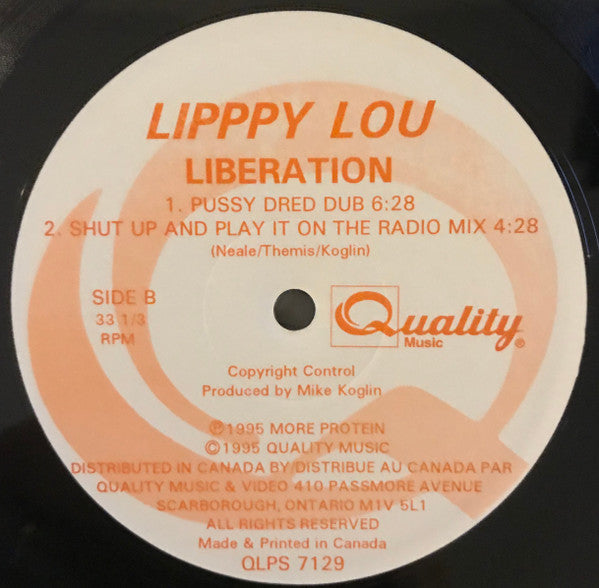 LIPPPY LOU
LIBERATION
1. PUSSY DRED DUB 6:28
2. SHUT UP AND PLAY IT ON THE RADIO MIX 4:28
(Neale/Themis/Koglin)
SIDE B
33 1/3
RPM
Quality
Music ®
Copyright Control
Produced by Mike Koglin
℗1995 MORE PROTEIN
©1995 QUALITY MUSIC
DISTRIBUTED IN CANADA BY/DISTRIBUE AU CANADA PAR
QUALITY MUSIC & VIDEO 410 PASSMORE AVENUE
SCARBOROUGH, ONTARIO M1V 5L1
ALL RIGHTS RESERVED
Made & Printed in Canada
QLPS 7129